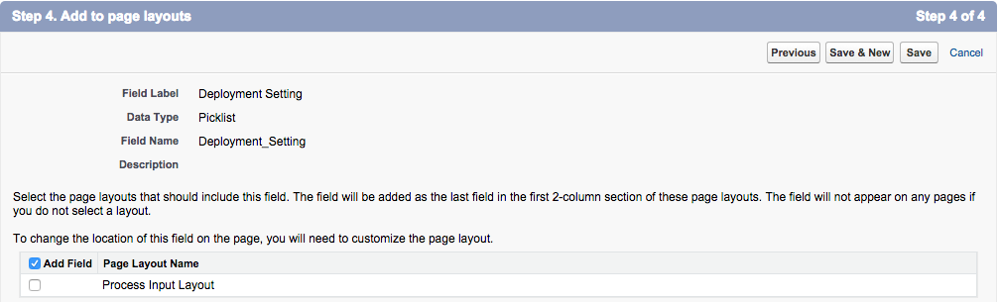 Step 4. Add to page layouts Step 4 of 4
Previous Save & New Save Cancel
Field Label Deployment Setting
Data Type Picklist
Field Name Deployment_Setting
Description
Select the page layouts that should include this field. The field will be added as the last field in the first 2-column section of these page layouts. The field will not appear on any pages if
you do not select a layout.
To change the location of this field on the page, you will need to customize the page layout.
Add Field Page Layout Name
Process Input Layout